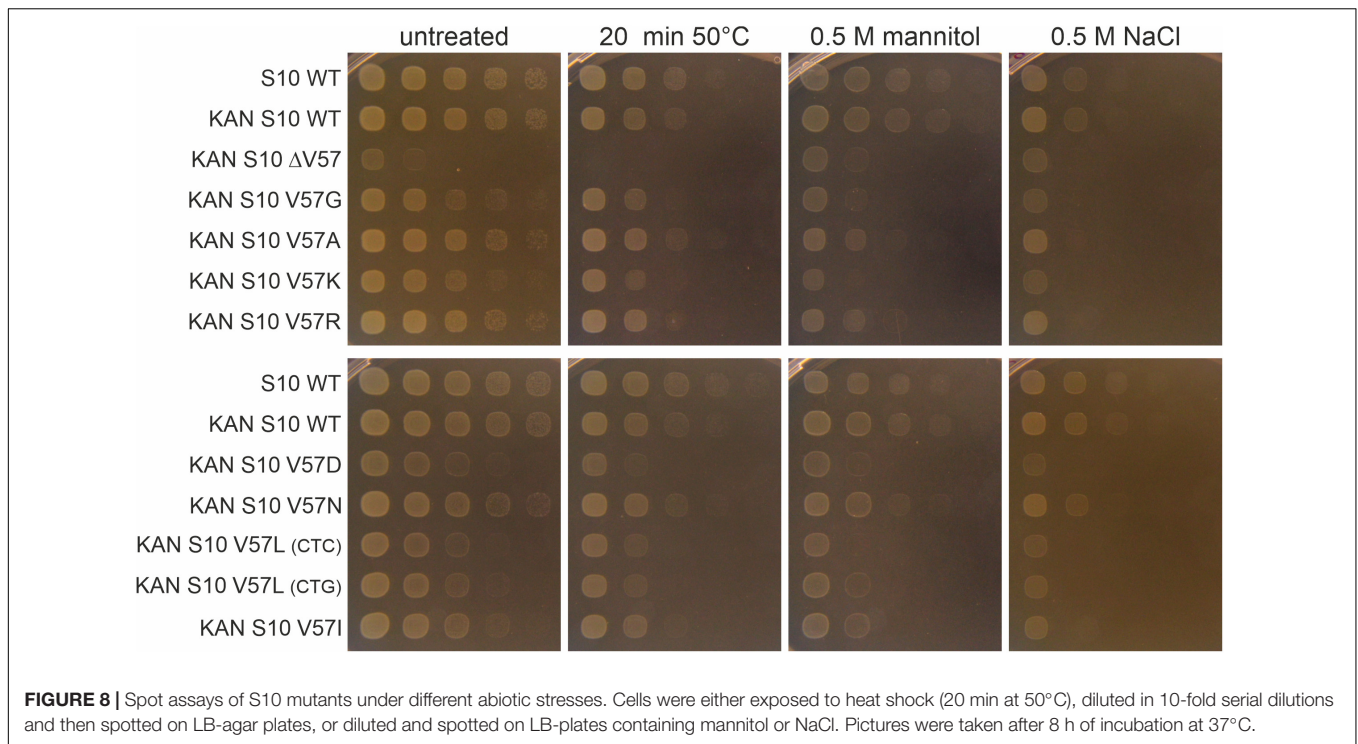 untreated 20 min 50°C 0.5 M mannitol 0.5 M NaCl
S10 WT
KAN S10 WT
KAN S10 ΔV57
KAN S10 V57G
KAN S10 V57A
KAN S10 V57K
KAN S10 V57R
S10 WT
KAN S10 WT
KAN S10 V57D
KAN S10 V57N
KAN S10 V57L (CTC)
KAN S10 V57L (CTG)
KAN S10 V57I
FIGURE 8 | Spot assays of S10 mutants under different abiotic stresses. Cells were either exposed to heat shock (20 min at 50°C), diluted in 10-fold serial dilutions
and then spotted on LB-agar plates, or diluted and spotted on LB-plates containing mannitol or NaCl. Pictures were taken after 8 h of incubation at 37°C.